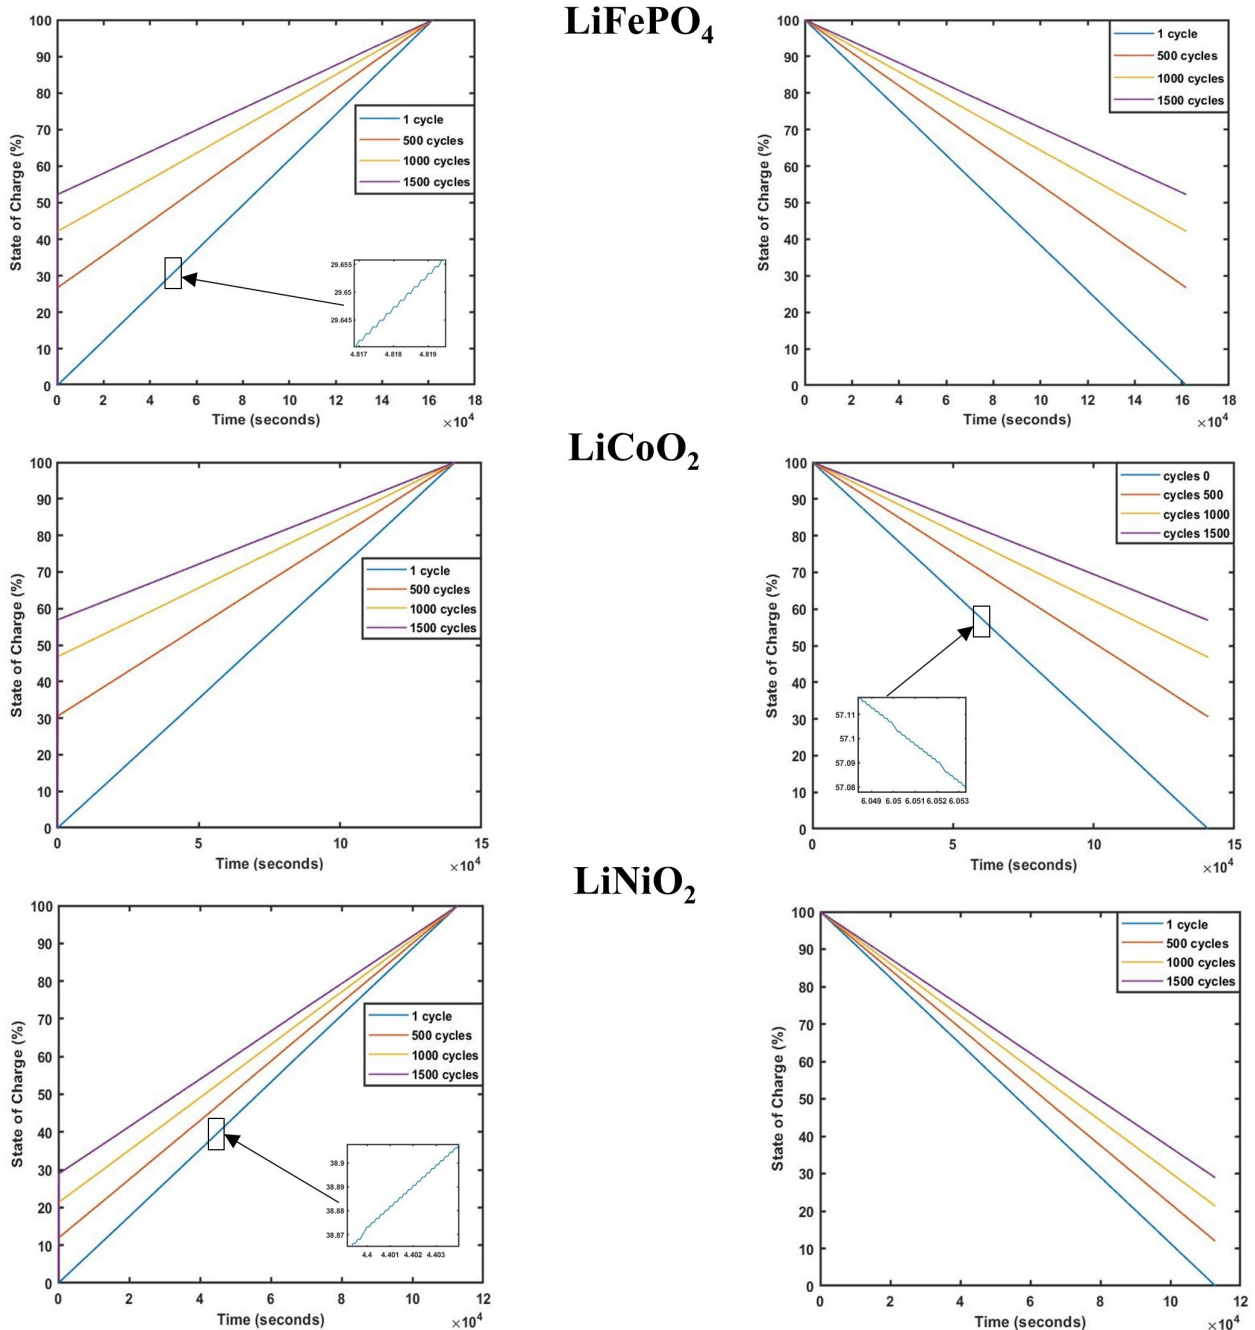 LiFePO4
100
90
80
70
60
50
40
30
20
10
0
State of Charge (%)
1 cycle
500 cycles
1000 cycles
1500 cycles
29.655
29.65
29.645
4.817 4.818 4.819
0 2 4 6 8 10 12 14 16 18
Time (seconds)
×10^4
100
90
80
70
60
50
40
30
20
10
0
State of Charge (%)
1 cycle
500 cycles
1000 cycles
1500 cycles
0 2 4 6 8 10 12 14 16 18
Time (seconds)
×10^4
LiCoO2
100
90
80
70
60
50
40
30
20
10
0
State of Charge (%)
1 cycle
500 cycles
1000 cycles
1500 cycles
0 5 10 15
Time (seconds)
×10^4
100
90
80
70
60
50
40
30
20
10
0
State of Charge (%)
cycles 0
cycles 500
cycles 1000
cycles 1500
57.11
57.1
57.09
57.08
6.049 6.05 6.051 6.052 6.053
0 5 10 15
Time (seconds)
×10^4
LiNiO2
100
90
80
70
60
50
40
30
20
10
0
State of Charge (%)
1 cycle
500 cycles
1000 cycles
1500 cycles
38.9
38.89
38.88
38.87
4.4 4.401 4.402 4.403
0 2 4 6 8 10 12
Time (seconds)
×10^4
100
90
80
70
60
50
40
30
20
10
0
State of Charge (%)
1 cycle
500 cycles
1000 cycles
1500 cycles
0 2 4 6 8 10 12
Time (seconds)
×10^4